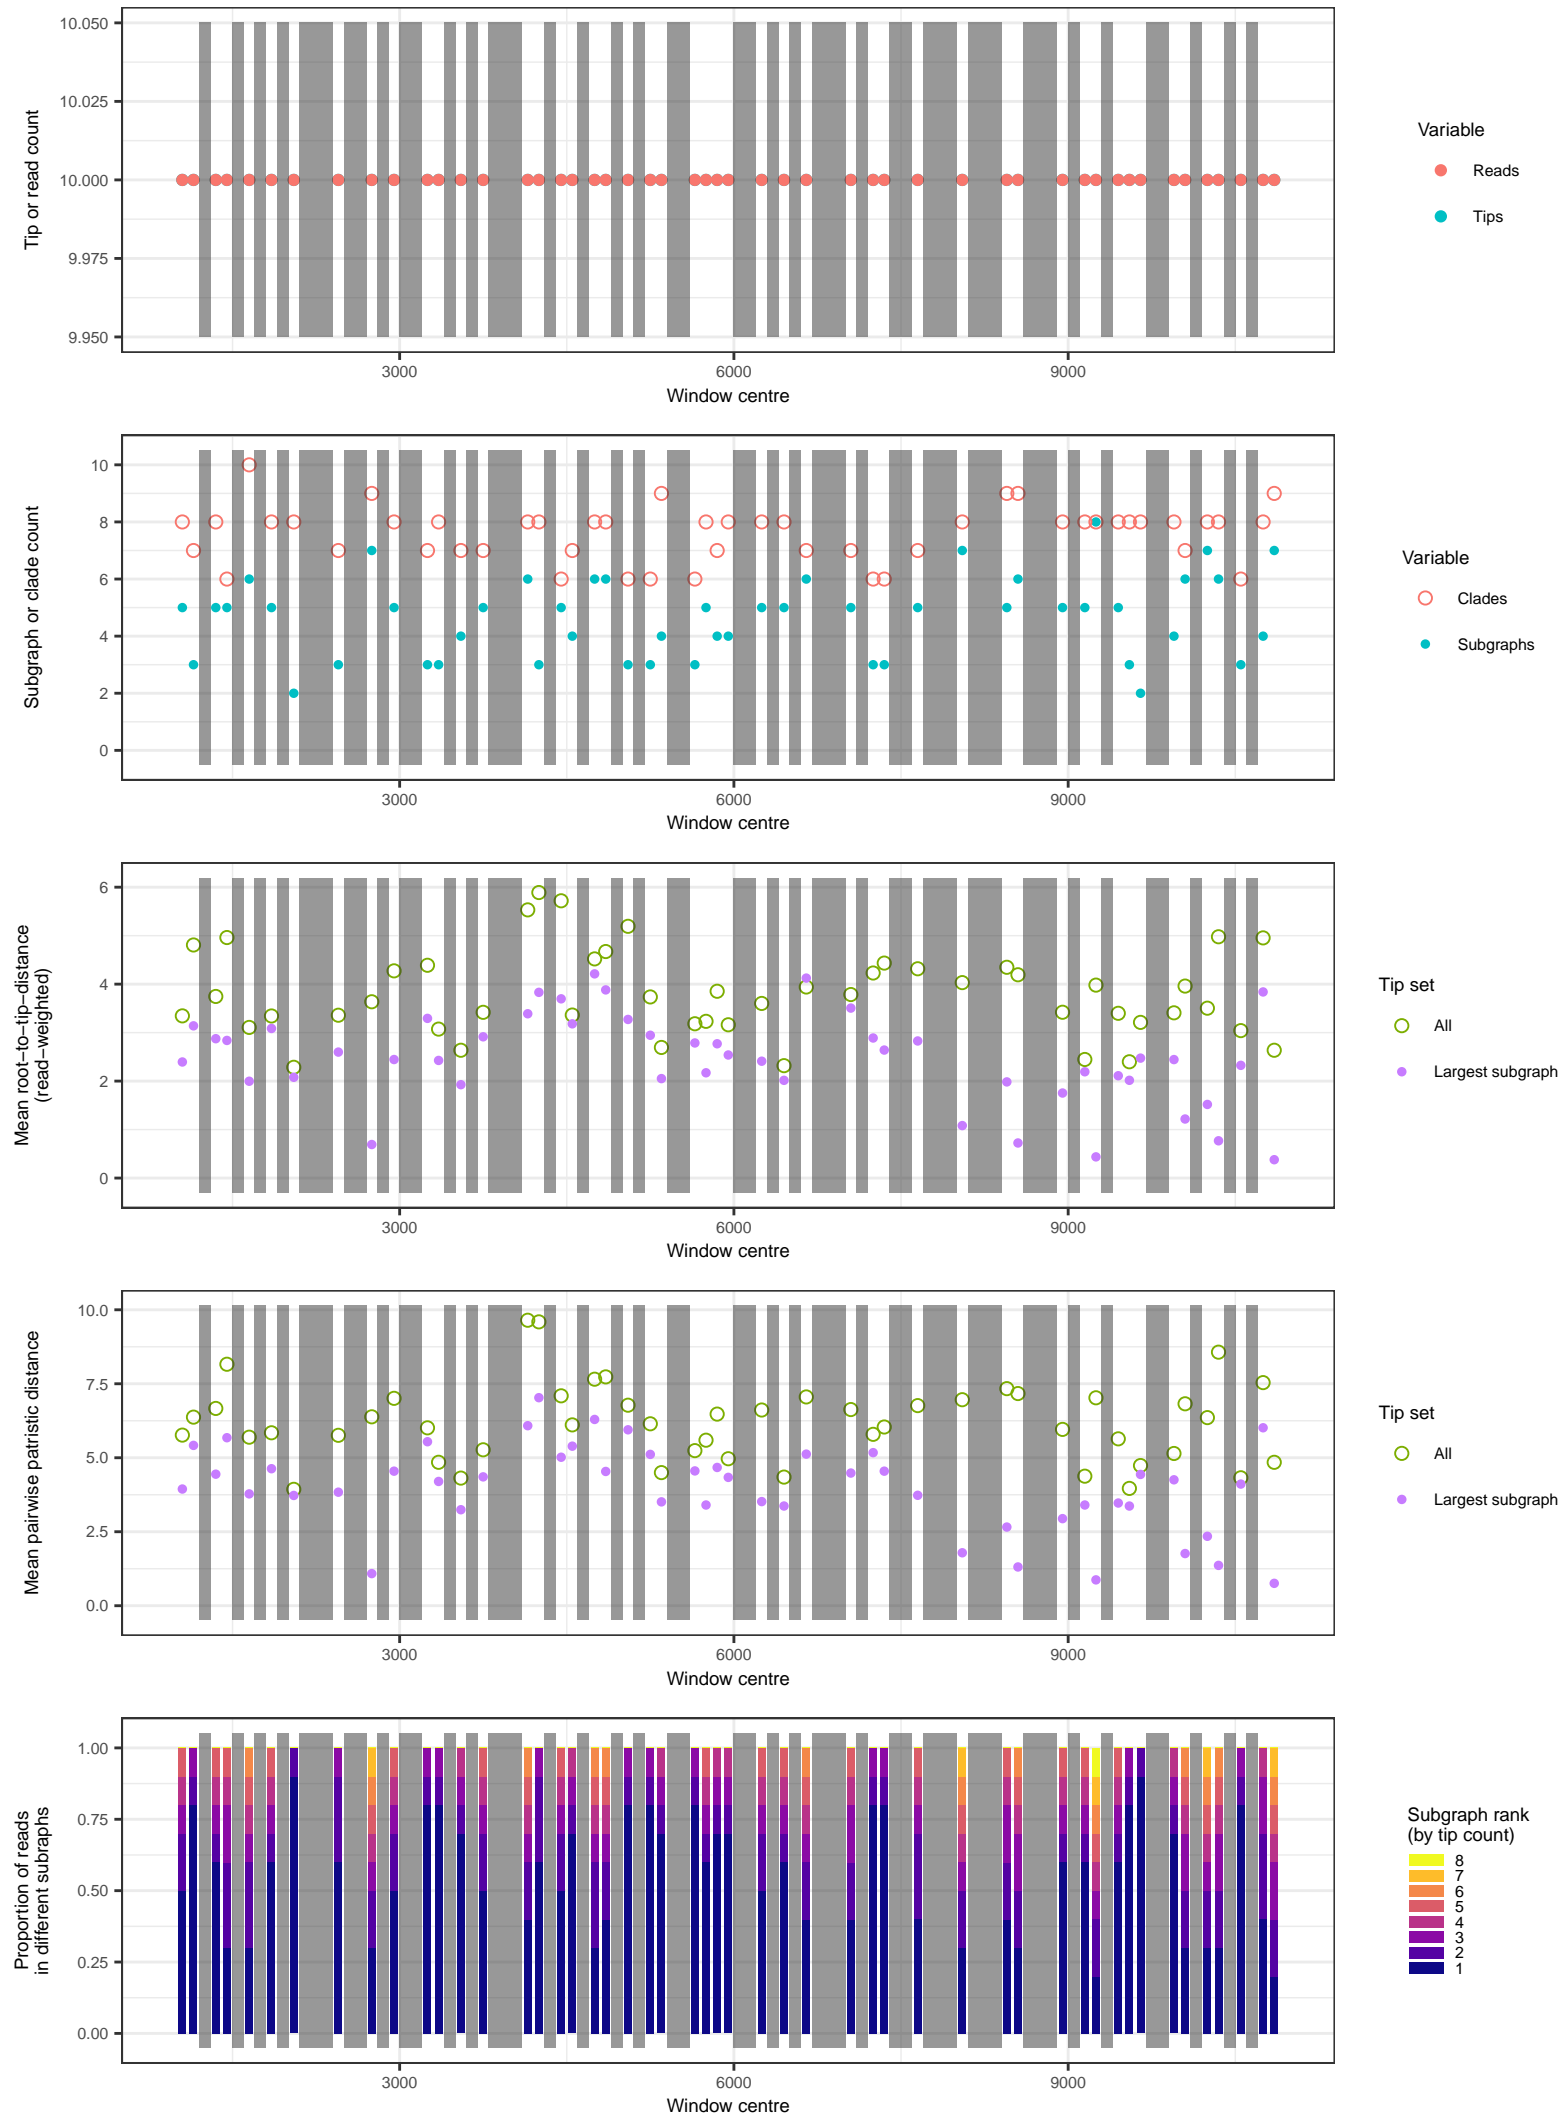 10.050
10.025
10.000
9.975
9.950
Tip or read count
3000 6000 9000
Window centre
Variable
Reads
Tips
10
8
6
4
2
0
Subgraph or clade count
3000 6000 9000
Window centre
Variable
Clades
Subgraphs
6
4
2
0
Mean root−to−tip−distance
(read−weighted)
3000 6000 9000
Window centre
Tip set
All
Largest subgraph
10.0
7.5
5.0
2.5
0.0
Mean pairwise patristic distance
3000 6000 9000
Window centre
Tip set
All
Largest subgraph
1.00
0.75
0.50
0.25
0.00
Proportion of reads
in different subraphs
3000 6000 9000
Window centre
Subgraph rank
(by tip count)
8
7
6
5
4
3
2
1